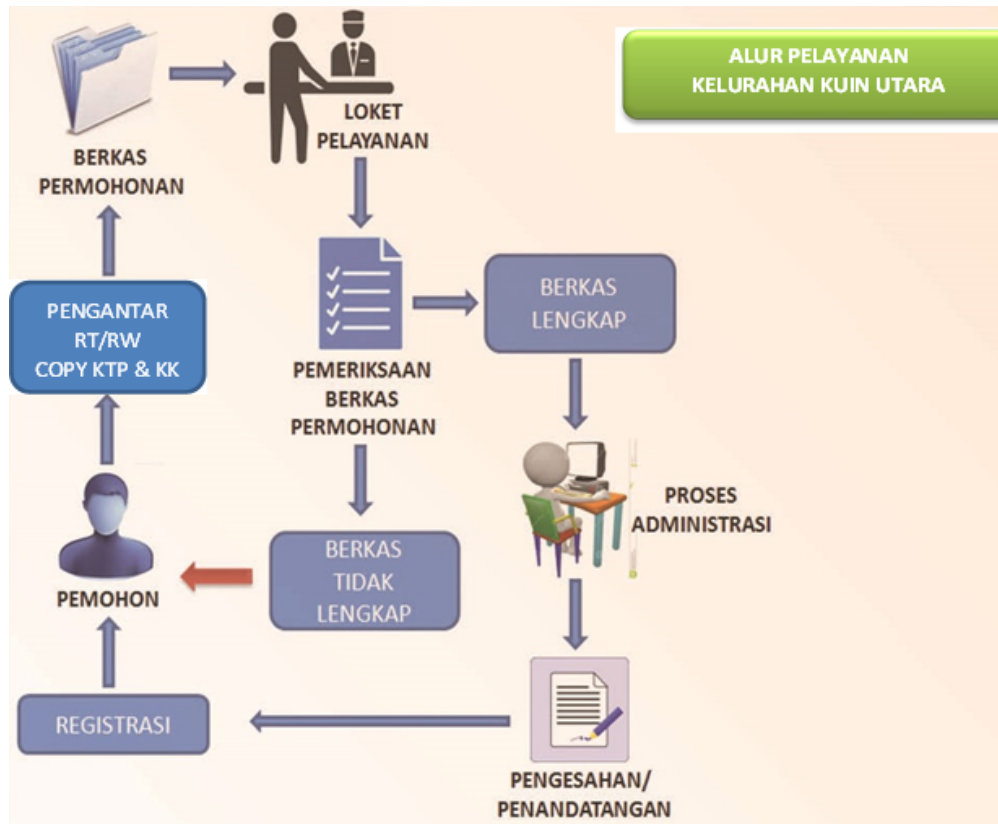 ALUR PELAYANAN
KELURAHAN KUIN UTARA
BERKAS
PERMOHONAN
LOKET
PELAYANAN
PENGANTAR
RT/RW
COPY KTP & KK
PEMERIKSAAN
BERKAS
PERMOHONAN
BERKAS
LENGKAP
PROSES
ADMINISTRASI
PEMOHON
BERKAS
TIDAK
LENGKAP
REGISTRASI
PENGESAHAN/
PENANDATANGAN